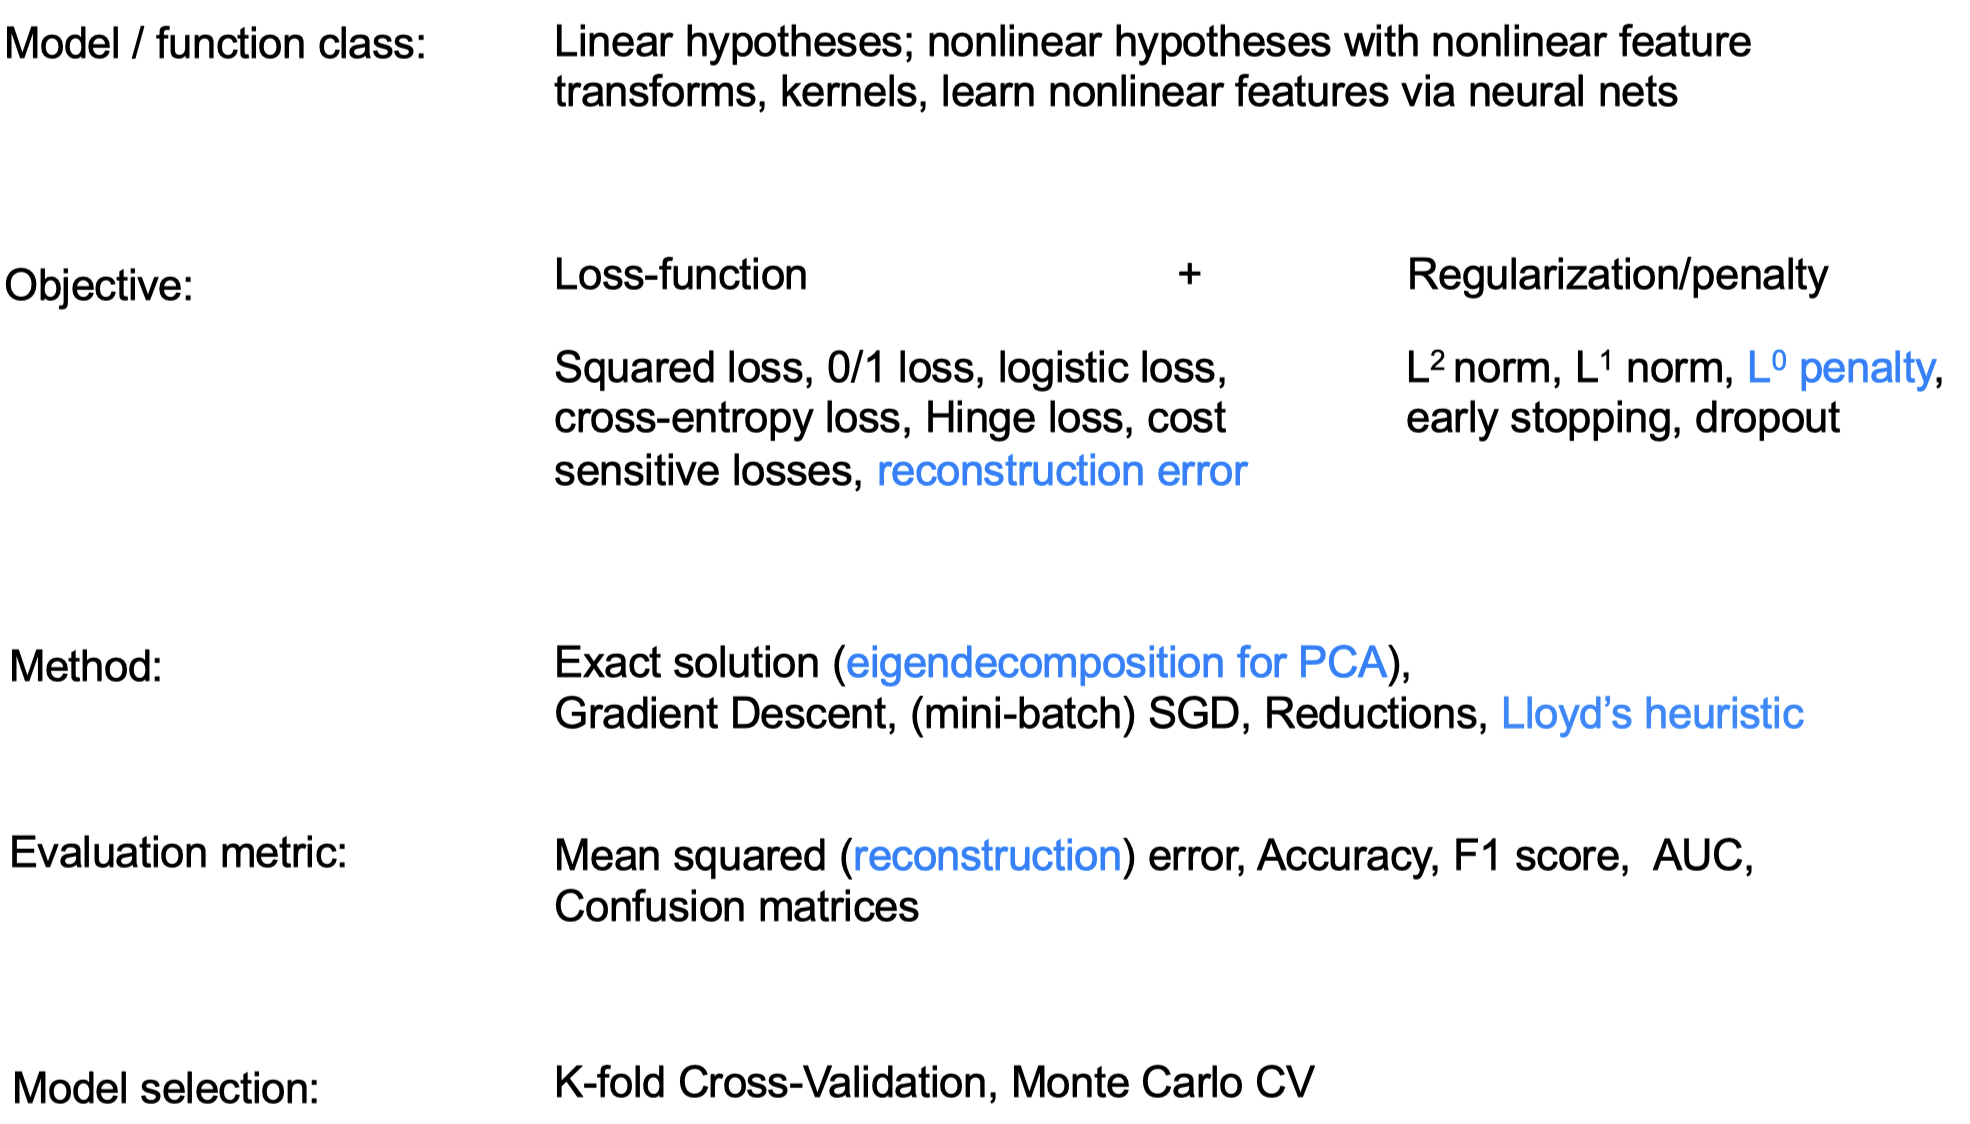 Model / function class:
Linear hypotheses; nonlinear hypotheses with nonlinear feature
transforms, kernels, learn nonlinear features via neural nets
Objective:
Loss-function + Regularization/penalty
Squared loss, 0/1 loss, logistic loss,
cross-entropy loss, Hinge loss, cost
sensitive losses, reconstruction error
L² norm, L¹ norm, L⁰ penalty,
early stopping, dropout
Method:
Exact solution (eigendecomposition for PCA),
Gradient Descent, (mini-batch) SGD, Reductions, Lloyd’s heuristic
Evaluation metric:
Mean squared (reconstruction) error, Accuracy, F1 score, AUC,
Confusion matrices
Model selection:
K-fold Cross-Validation, Monte Carlo CV